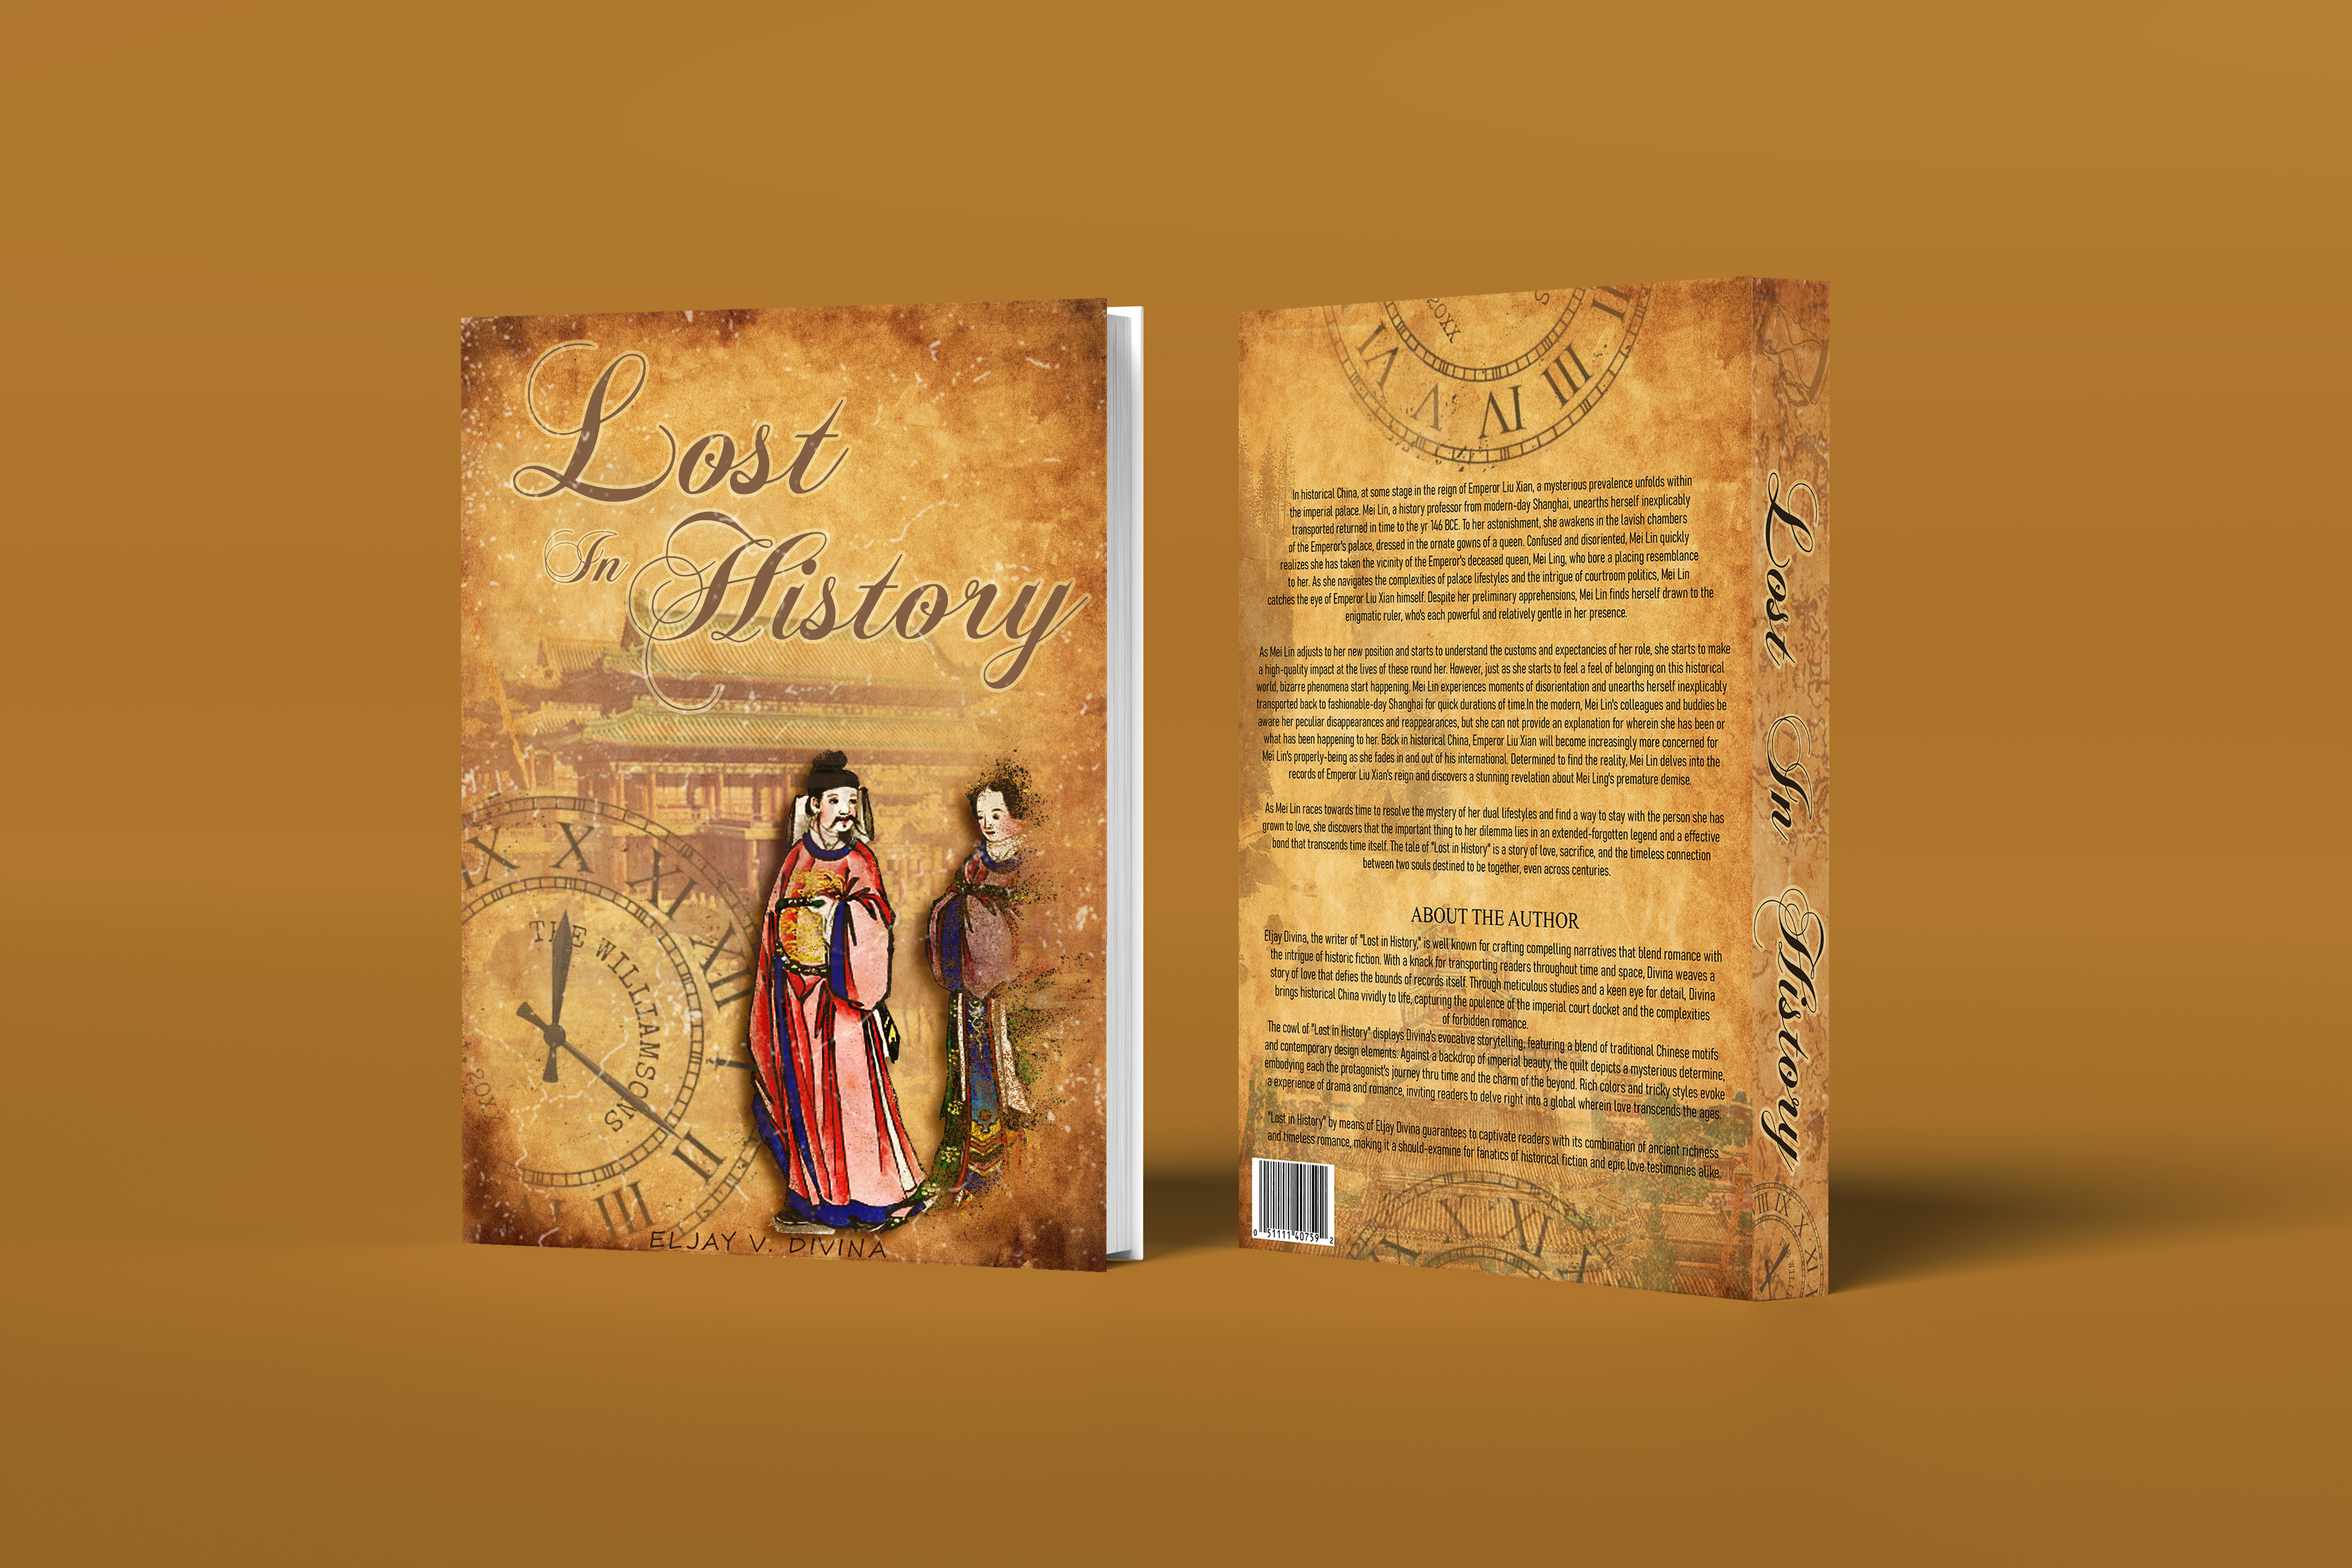 Lost
In History
X
X
XI
XII
I
II
III
THE WILLIAMSONS
20XX
ELJAY V. DIVINA
20XX
S
VI
V
IV
III
II
In historical China, at some stage in the reign of Emperor Liu Xian, a mysterious prevalence unfolds within
the imperial palace. Mei Lin, a history professor from modern-day Shanghai, unearths herself inexplicably
transported returned in time to the yr 146 BCE. To her astonishment, she awakens in the lavish chambers
of the Emperor's palace, dressed in the ornate gowns of a queen. Confused and disoriented, Mei Lin quickly
realizes she has taken the vicinity of the Emperor's deceased queen, Mei Ling, who bore a placing resemblance
to her. As she navigates the complexities of palace lifestyles and the intrigue of courtroom politics, Mei Lin
catches the eye of Emperor Liu Xian himself. Despite her preliminary apprehensions, Mei Lin finds herself drawn to the
enigmatic ruler, who's each powerful and relatively gentle in her presence.
As Mei Lin adjusts to her new position and starts to understand the customs and expectancies of her role, she starts to make
a high-quality impact at the lives of these round her. However, just as she starts to feel a feel of belonging on this historical
world, bizarre phenomena start happening. Mei Lin experiences moments of disorientation and unearths herself inexplicably
transported back to fashionable-day Shanghai for quick durations of time.In the modern, Mei Lin's colleagues and buddies be
aware her peculiar disappearances and reappearances, but she can not provide an explanation for wherein she has been or
what has been happening to her. Back in historical China, Emperor Liu Xian will become increasingly more concerned for
Mei Lin's properly-being as she fades in and out of his international. Determined to find the reality, Mei Lin delves into the
records of Emperor Liu Xian's reign and discovers a stunning revelation about Mei Ling's premature demise.
As Mei Lin races towards time to resolve the mystery of her dual lifestyles and find a way to stay with the person she has
grown to love, she discovers that the important thing to her dilemma lies in an extended-forgotten legend and a effective
bond that transcends time itself. The tale of "Lost in History" is a story of love, sacrifice, and the timeless connection
between two souls destined to be together, even across centuries.
ABOUT THE AUTHOR
Eljay Divina, the writer of "Lost in History," is well known for crafting compelling narratives that blend romance with
the intrigue of historic fiction. With a knack for transporting readers throughout time and space, Divina weaves a
story of love that defies the bounds of records itself. Through meticulous studies and a keen eye for detail, Divina
brings historical China vividly to life, capturing the opulence of the imperial court docket and the complexities
of forbidden romance.
The cowl of "Lost in History" displays Divina's evocative storytelling, featuring a blend of traditional Chinese motifs
and contemporary design elements. Against a backdrop of imperial beauty, the quilt depicts a mysterious determine,
embodying each the protagonist's journey thru time and the charm of the beyond. Rich colors and tricky styles evoke
a experience of drama and romance, inviting readers to delve right into a global wherein love transcends the ages.
"Lost in History" by means of Eljay Divina guarantees to captivate readers with its combination of ancient richness
and timeless romance, making it a should-examine for fanatics of historical fiction and epic love testimonies alike.
0 51111 40759 2
I
X
XI
Lost In History
VIII IX X XI